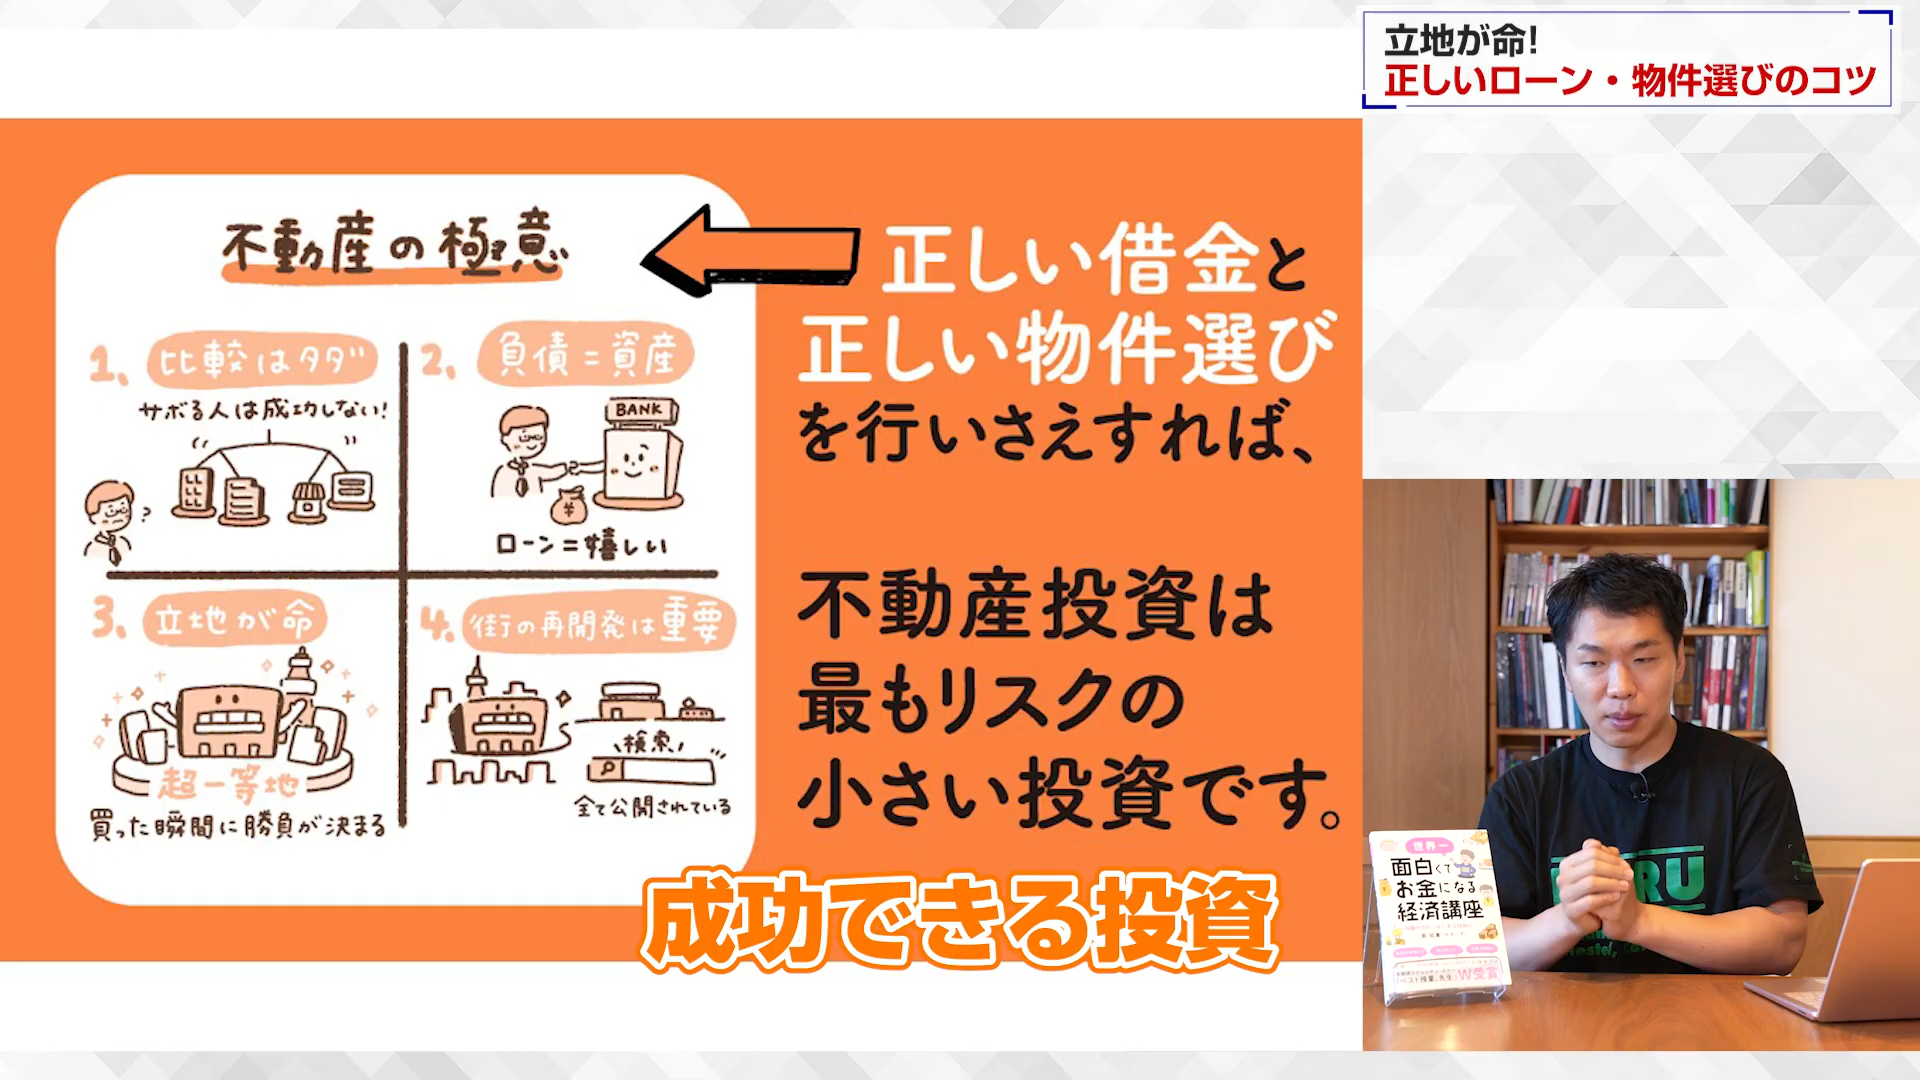 立地が命!
正しいローン・物件選びのコツ
不動産の極意
1、比較はタダ
サボる人は成功しない!
?
2、負債=資産
BANK
¥
ローン=嬉しい
3、立地が命
超一等地
買った瞬間に勝負が決まる
4、街の再開発は重要
検索
全て公開されている
正しい借金と
正しい物件選び
を行いさえすれば、
不動産投資は
最もリスクの
小さい投資です。
成功できる投資
世界一
面白くて
お金になる
経済講座
W受賞
RU